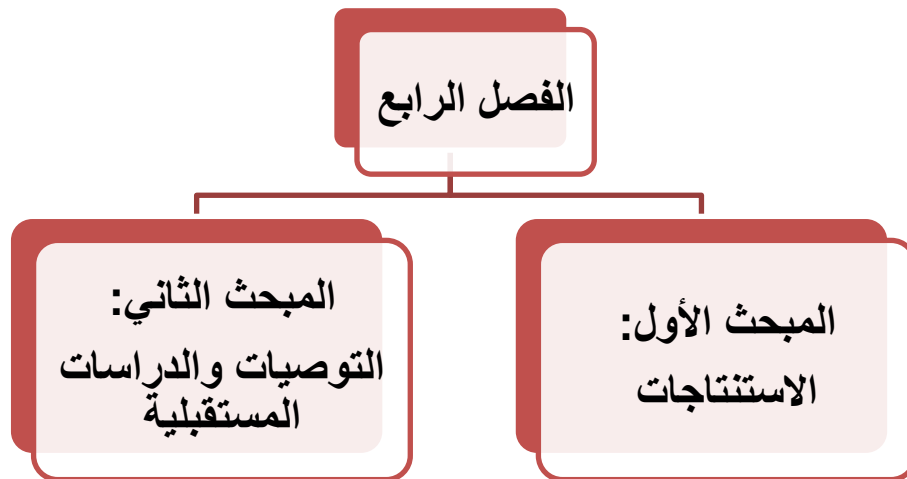 الفصل الرابع
المبحث الأول:
الاستنتاجات
المبحث الثاني:
التوصيات والدراسات
المستقبلية